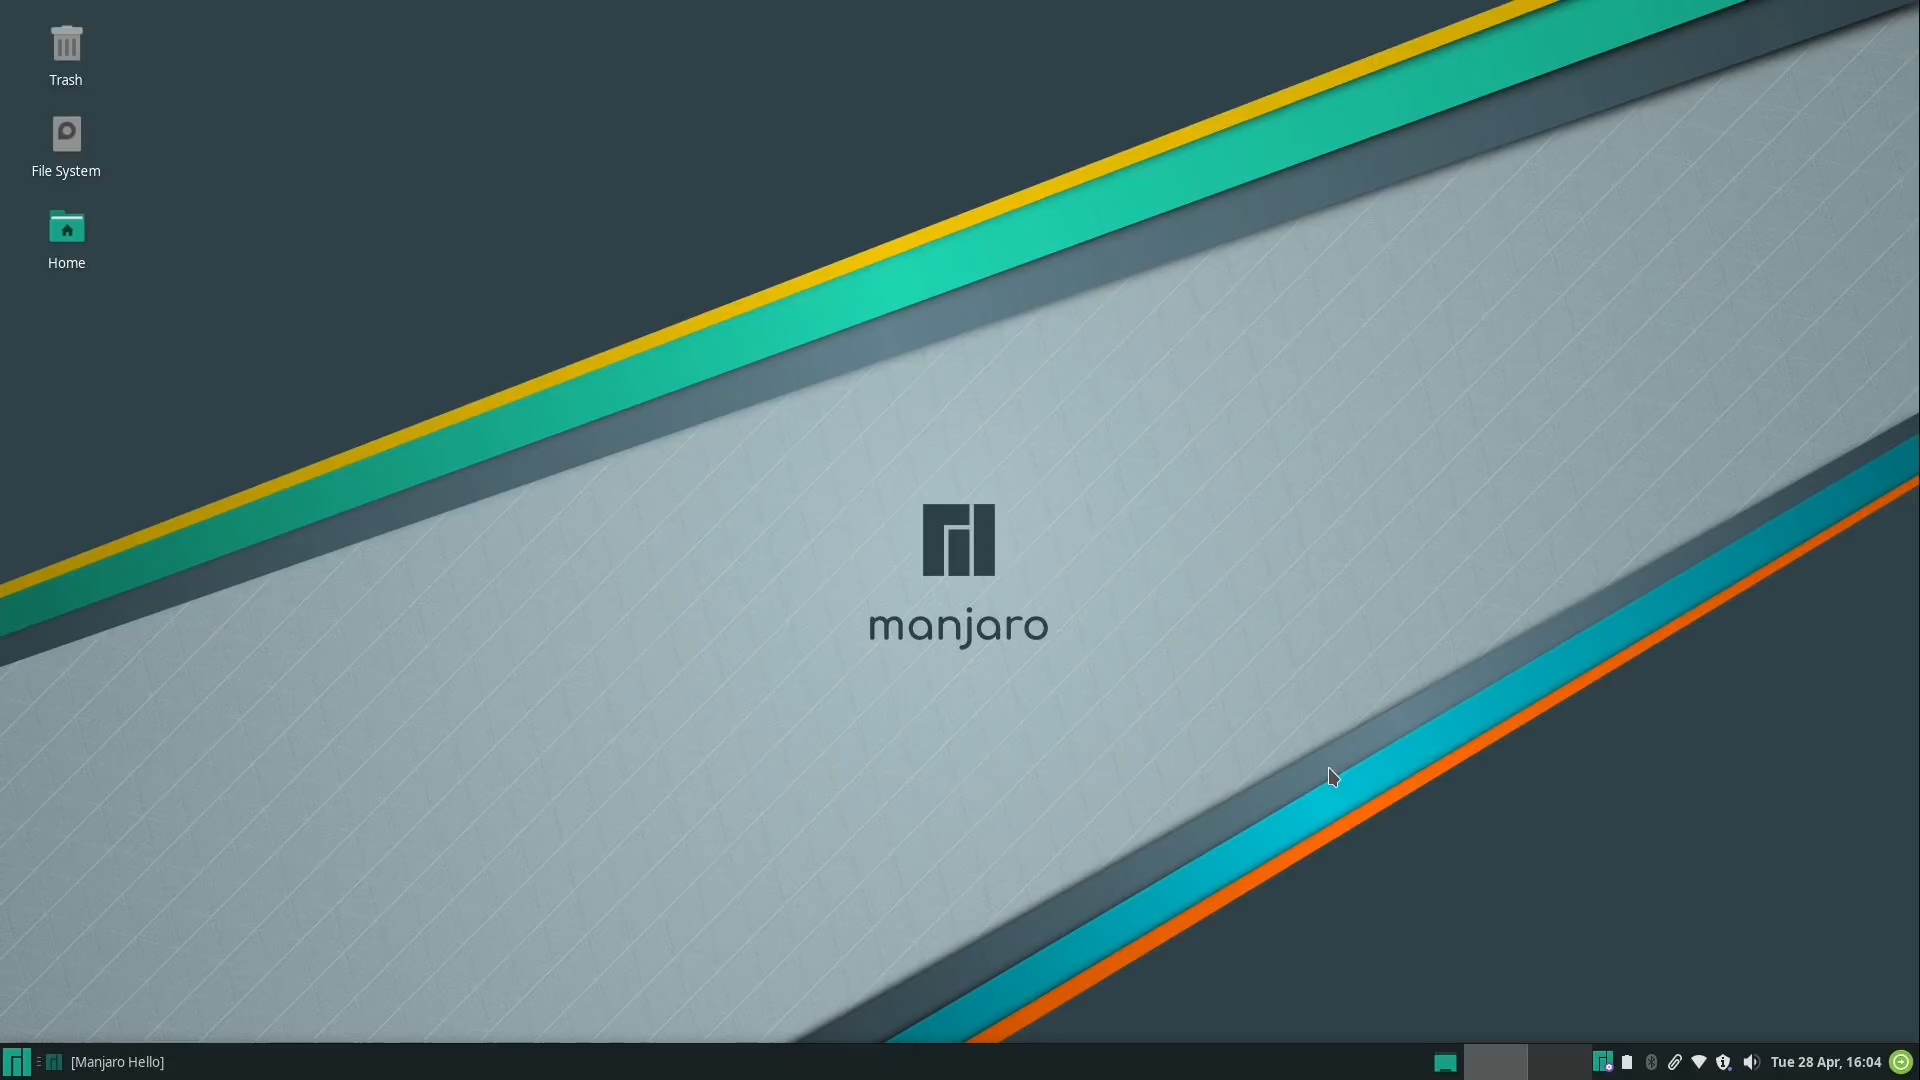 Trash
File System
Home
manjaro
[Manjaro Hello]
Tue 28 Apr, 16:04